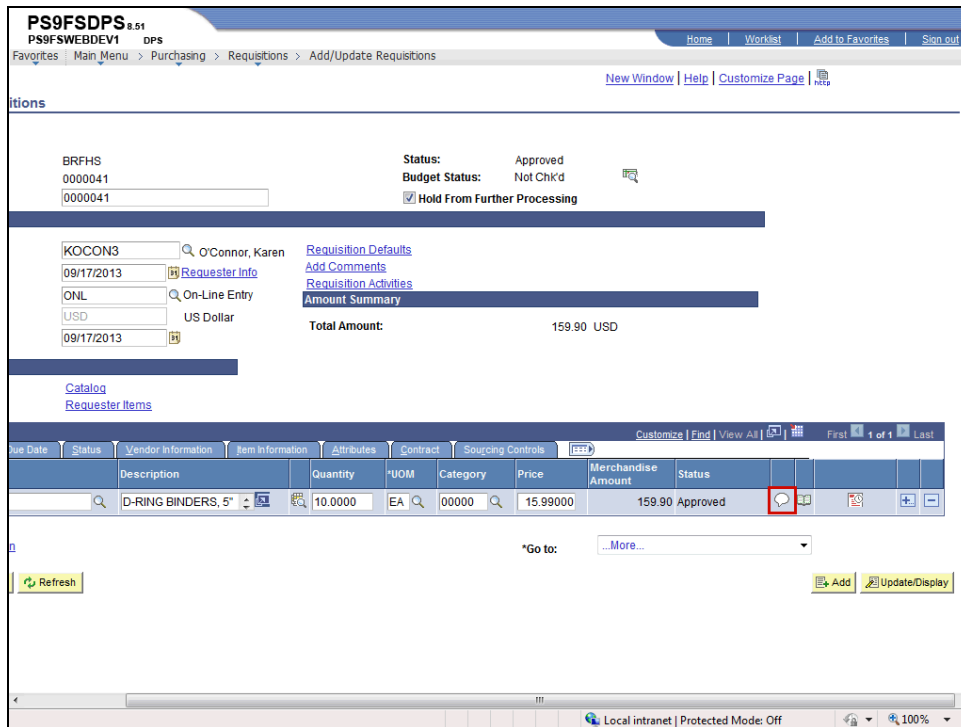 PS9FSDPS 8.51
PS9FSWEBDEV1 DPS
Home | Worklist | Add to Favorites | Sign out
Favorites Main Menu > Purchasing > Requisitions > Add/Update Requisitions
New Window | Help | Customize Page | http
itions
BRFHS Status: Approved
0000041 Budget Status: Not Chk'd
0000041 Hold From Further Processing
KOCON3 O'Connor, Karen Requisition Defaults
09/17/2013 Requester Info Add Comments
Requisition Activities
ONL On-Line Entry Amount Summary
USD US Dollar Total Amount: 159.90 USD
09/17/2013
Catalog
Requester Items
Customize | Find | View All | First 1 of 1 Last
Due Date Status Vendor Information Item Information Attributes Contract Sourcing Controls
Description Quantity *UOM Category Price Merchandise Amount Status
D-RING BINDERS, 5" 10.0000 EA 00000 15.99000 159.90 Approved
n *Go to: ...More...
Refresh Add Update/Display
Local intranet | Protected Mode: Off 100%